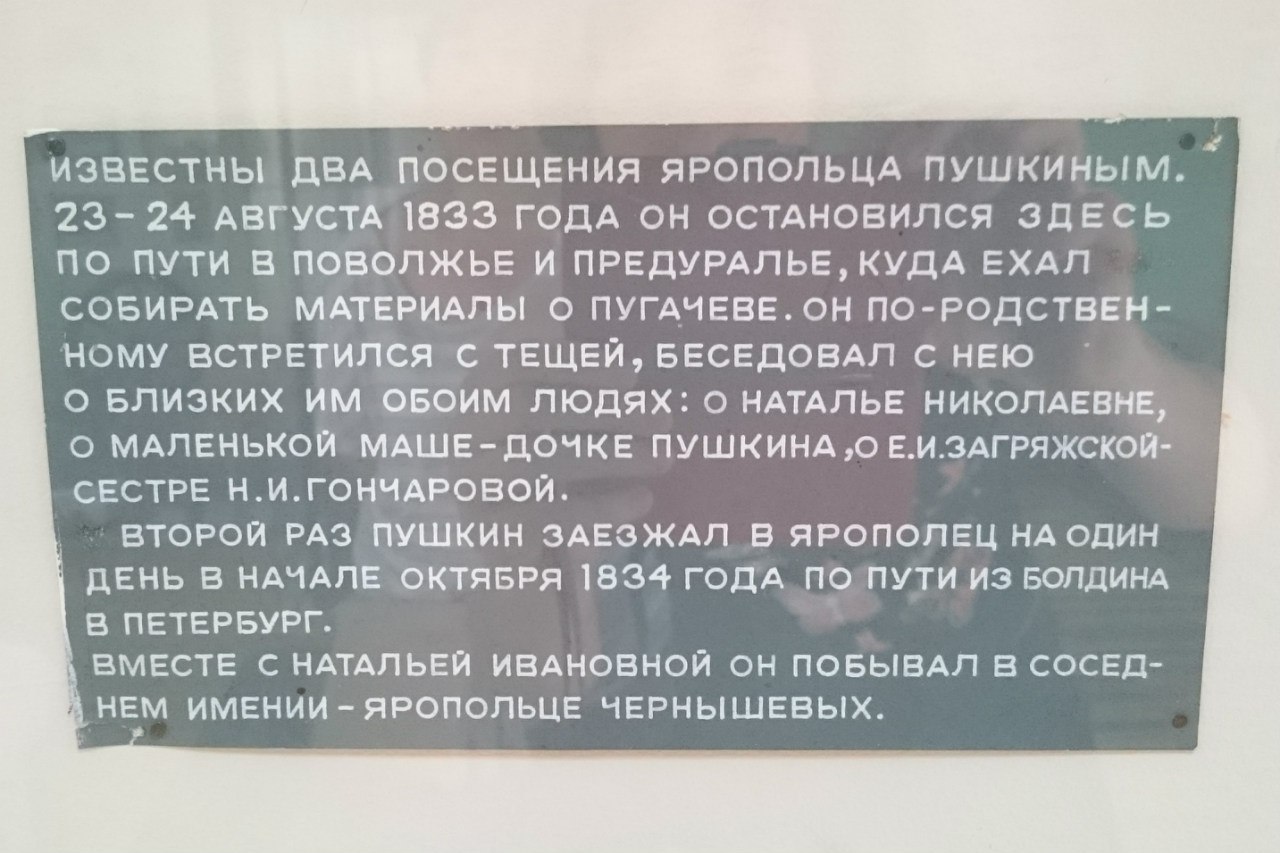 ИЗВЕСТНЫ ДВА ПОСЕЩЕНИЯ ЯРОПОЛЬЦА ПУШКИНЫМ.
23-24 АВГУСТА 1833 ГОДА ОН ОСТАНОВИЛСЯ ЗДЕСЬ
ПО ПУТИ В ПОВОЛЖЬЕ И ПРЕДУРАЛЬЕ, КУДА ЕХАЛ
СОБИРАТЬ МАТЕРИАЛЫ О ПУГАЧЕВЕ. ОН ПО-РОДСТВЕН-
НОМУ ВСТРЕТИЛСЯ С ТЕЩЕЙ, БЕСЕДОВАЛ С НЕЮ
О БЛИЗКИХ ИМ ОБОИМ ЛЮДЯХ: О НАТАЛЬЕ НИКОЛАЕВНЕ,
О МАЛЕНЬКОЙ МАШЕ-ДОЧКЕ ПУШКИНА, О Е.И.ЗАГРЯЖСКОЙ-
СЕСТРЕ Н.И.ГОНЧАРОВОЙ.
ВТОРОЙ РАЗ ПУШКИН ЗАЕЗЖАЛ В ЯРОПОЛЕЦ НА ОДИН
ДЕНЬ В НАЧАЛЕ ОКТЯБРЯ 1834 ГОДА ПО ПУТИ ИЗ БОЛДИНА
В ПЕТЕРБУРГ.
ВМЕСТЕ С НАТАЛЬЕЙ ИВАНОВНОЙ ОН ПОБЫВАЛ В СОСЕД-
НЕМ ИМЕНИИ-ЯРОПОЛЬЦЕ ЧЕРНЫШЕВЫХ.